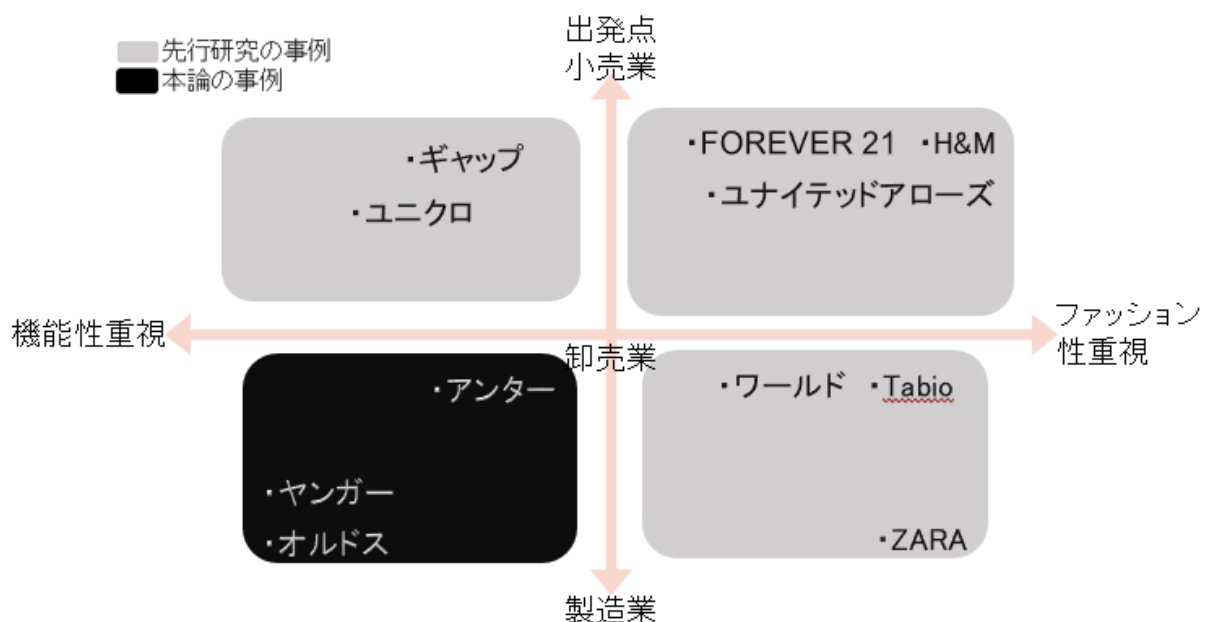 出発点
小売業
先行研究の事例
本論の事例
・ギャップ
・ユニクロ
・FOREVER 21 ・H&M
・ユナイテッドアローズ
機能性重視
ファッション
性重視
卸売業
・アンター
・ヤンガー
・オルドス
・ワールド ・Tabio
・ZARA
製造業